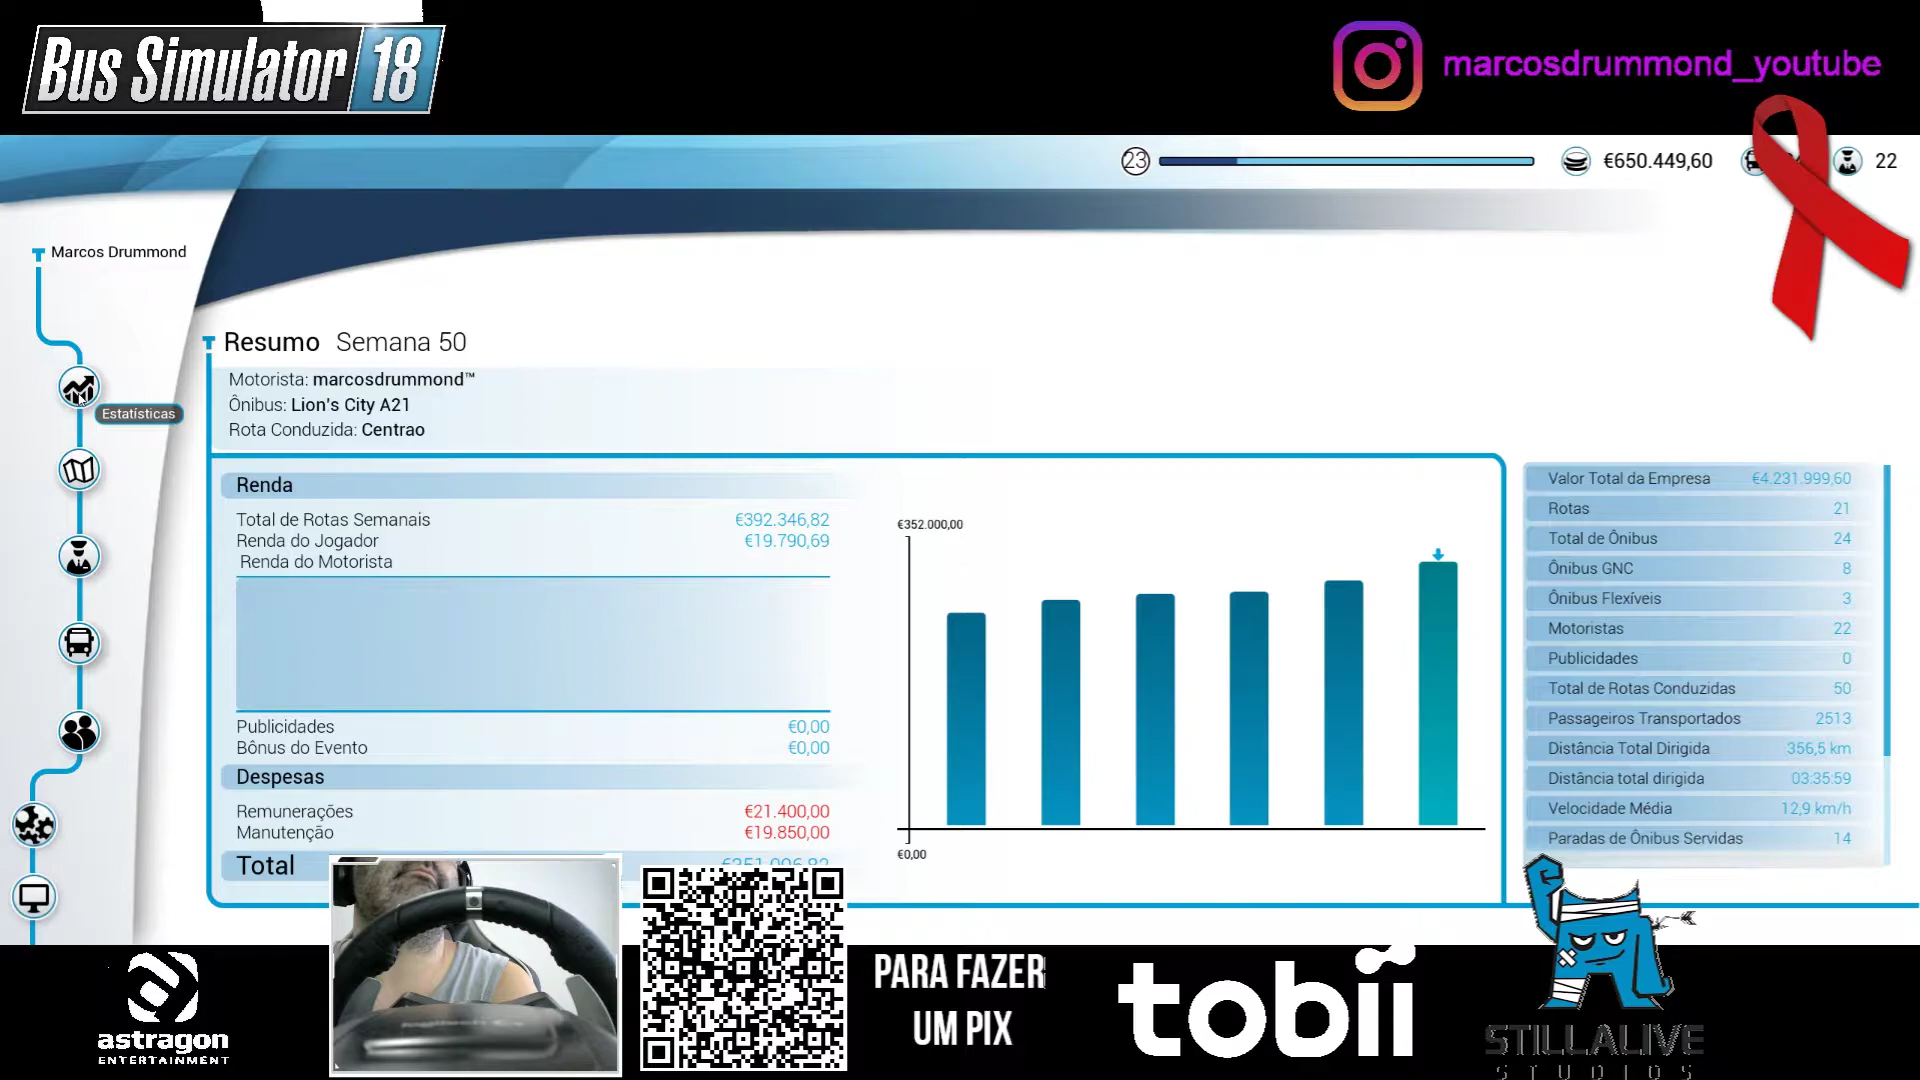 Bus Simulator 18
marcosdrummond_youtube
23
€650.449,60
22
Marcos Drummond
Estatísticas
Resumo Semana 50
Motorista: marcosdrummond™
Ônibus: Lion's City A21
Rota Conduzida: Centrao
Renda
Total de Rotas Semanais €392.346,82
Renda do Jogador €19.790,69
Renda do Motorista
Publicidades €0,00
Bônus do Evento €0,00
Despesas
Remunerações €21.400,00
Manutenção €19.850,00
Total
€352.000,00
€0,00
Valor Total da Empresa €4.231.999,60
Rotas 21
Total de Ônibus 24
Ônibus GNC 8
Ônibus Flexíveis 3
Motoristas 22
Publicidades 0
Total de Rotas Conduzidas 50
Passageiros Transportados 2513
Distância Total Dirigida 356,5 km
Distância total dirigida 03:35:59
Velocidade Média 12,9 km/h
Paradas de Ônibus Servidas 14
astragon
ENTERTAINMENT
PARA FAZER
UM PIX
tobii
STILLALIVE
STUDIOS